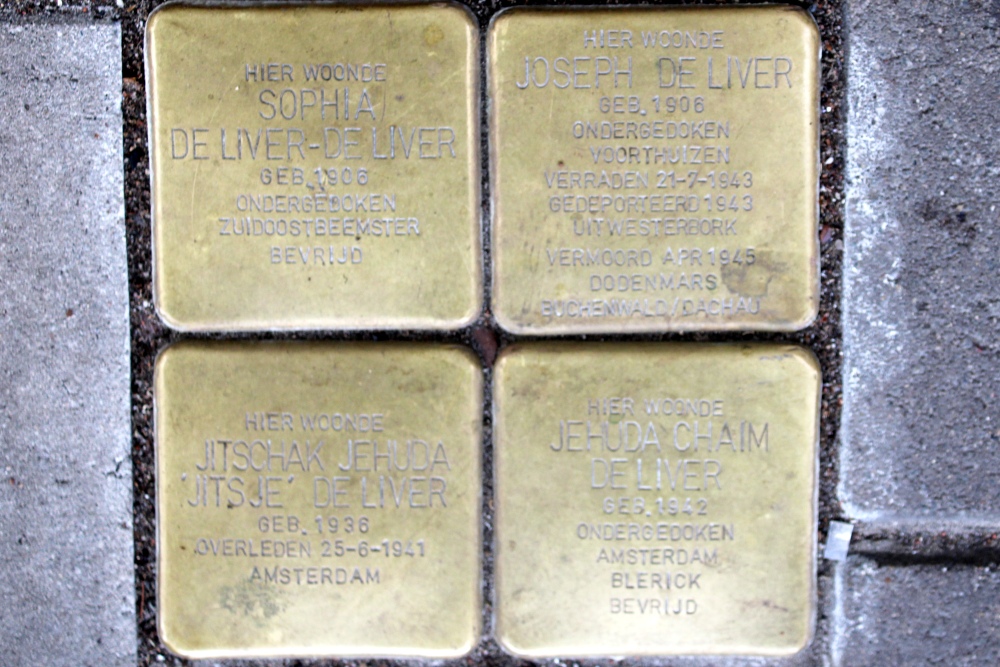 HIER WOONDE
SOPHIA
DE LIVER-DE LIVER
GEB. 1906
ONDERGEDOKEN
ZUIDOOSTBEEMSTER
BEVRIJD
HIER WOONDE
JOSEPH DE LIVER
GEB. 1906
ONDERGEDOKEN
VOORTHUIZEN
VERRADEN 21-7-1943
GEDEPORTEERD 1943
UIT WESTERBORK
VERMOORD APR 1945
DODENMARS
BUCHENWALD/DACHAU
HIER WOONDE
JITSCHAK JEHUDA
'JITSJE' DE LIVER
GEB. 1936
OVERLEDEN 25-6-1941
AMSTERDAM
HIER WOONDE
JEHUDA CHAIM
DE LIVER
GEB. 1942
ONDERGEDOKEN
AMSTERDAM
BLERICK
BEVRIJD